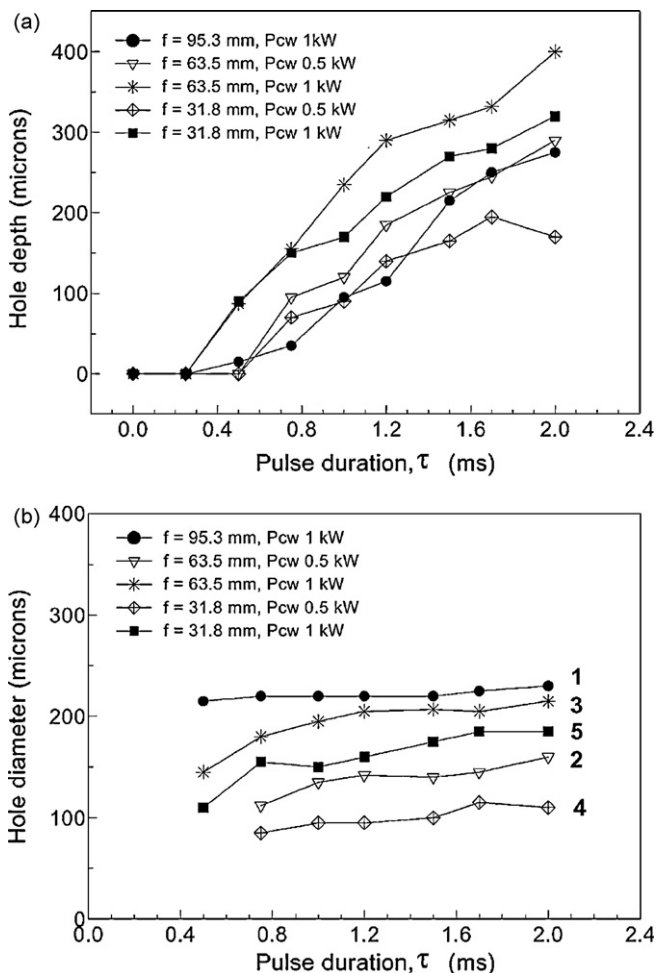 (a)
f = 95.3 mm, Pcw 1kW
f = 63.5 mm, Pcw 0.5 kW
f = 63.5 mm, Pcw 1 kW
f = 31.8 mm, Pcw 0.5 kW
f = 31.8 mm, Pcw 1 kW
400
300
200
100
0
Hole depth (microns)
0.0 0.4 0.8 1.2 1.6 2.0 2.4
Pulse duration, τ (ms)
(b)
f = 95.3 mm, Pcw 1 kW
f = 63.5 mm, Pcw 0.5 kW
f = 63.5 mm, Pcw 1 kW
f = 31.8 mm, Pcw 0.5 kW
f = 31.8 mm, Pcw 1 kW
400
300
200
100
0
Hole diameter (microns)
1
3
5
2
4
0.0 0.4 0.8 1.2 1.6 2.0 2.4
Pulse duration, τ (ms)